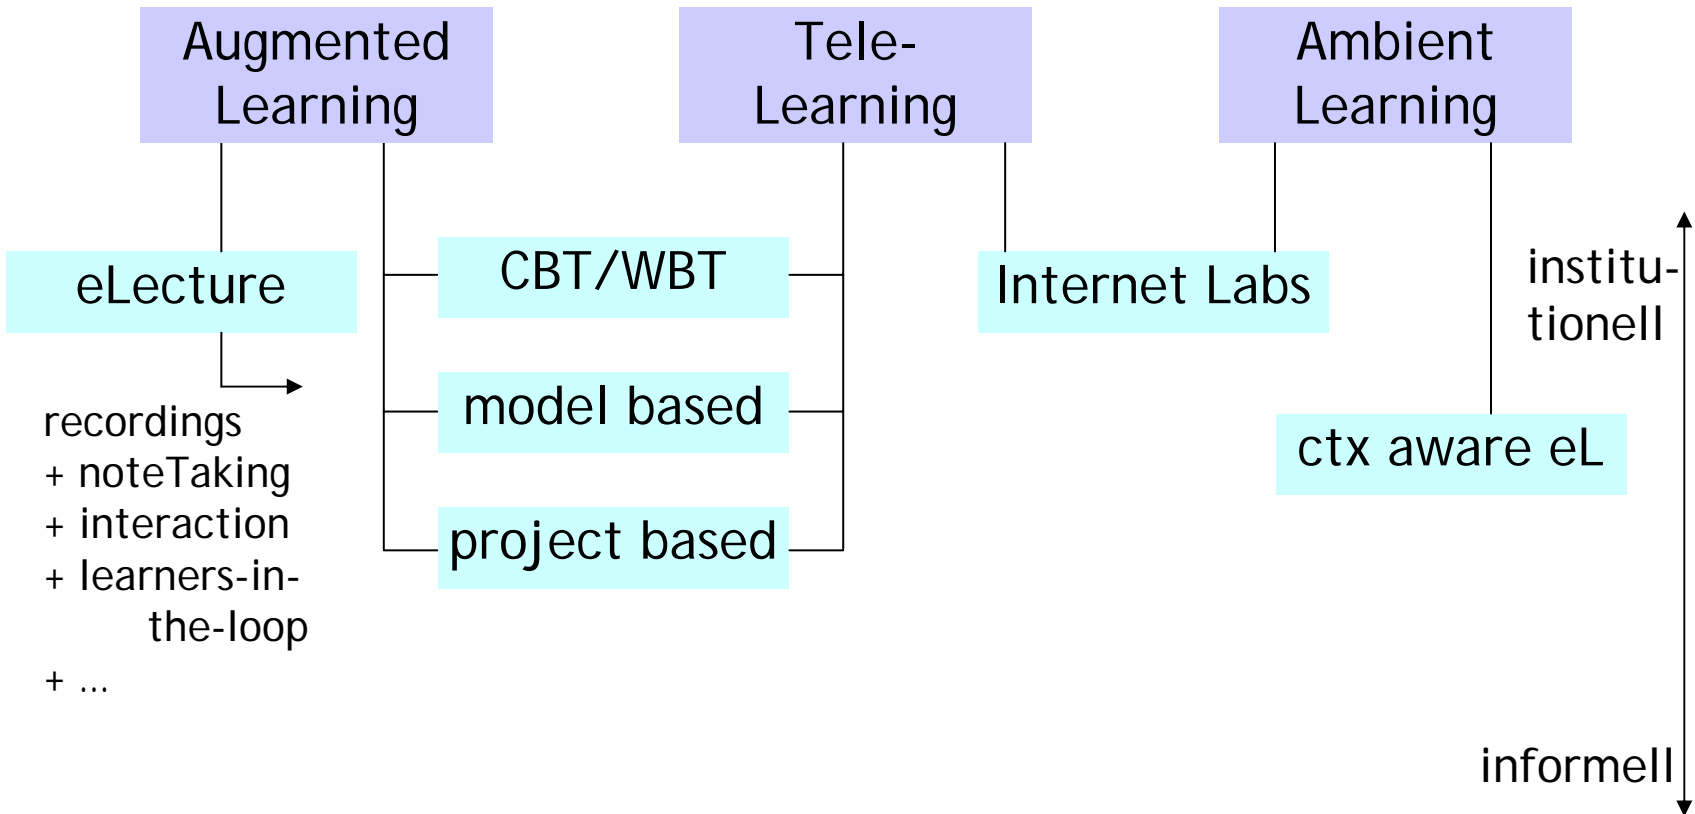 Augmented
Learning
Tele-
Learning
Ambient
Learning
eLecture
CBT/WBT
Internet Labs
institu-
tionell
model based
ctx aware eL
project based
recordings
+ noteTaking
+ interaction
+ learners-in-
the-loop
+ ...
informell